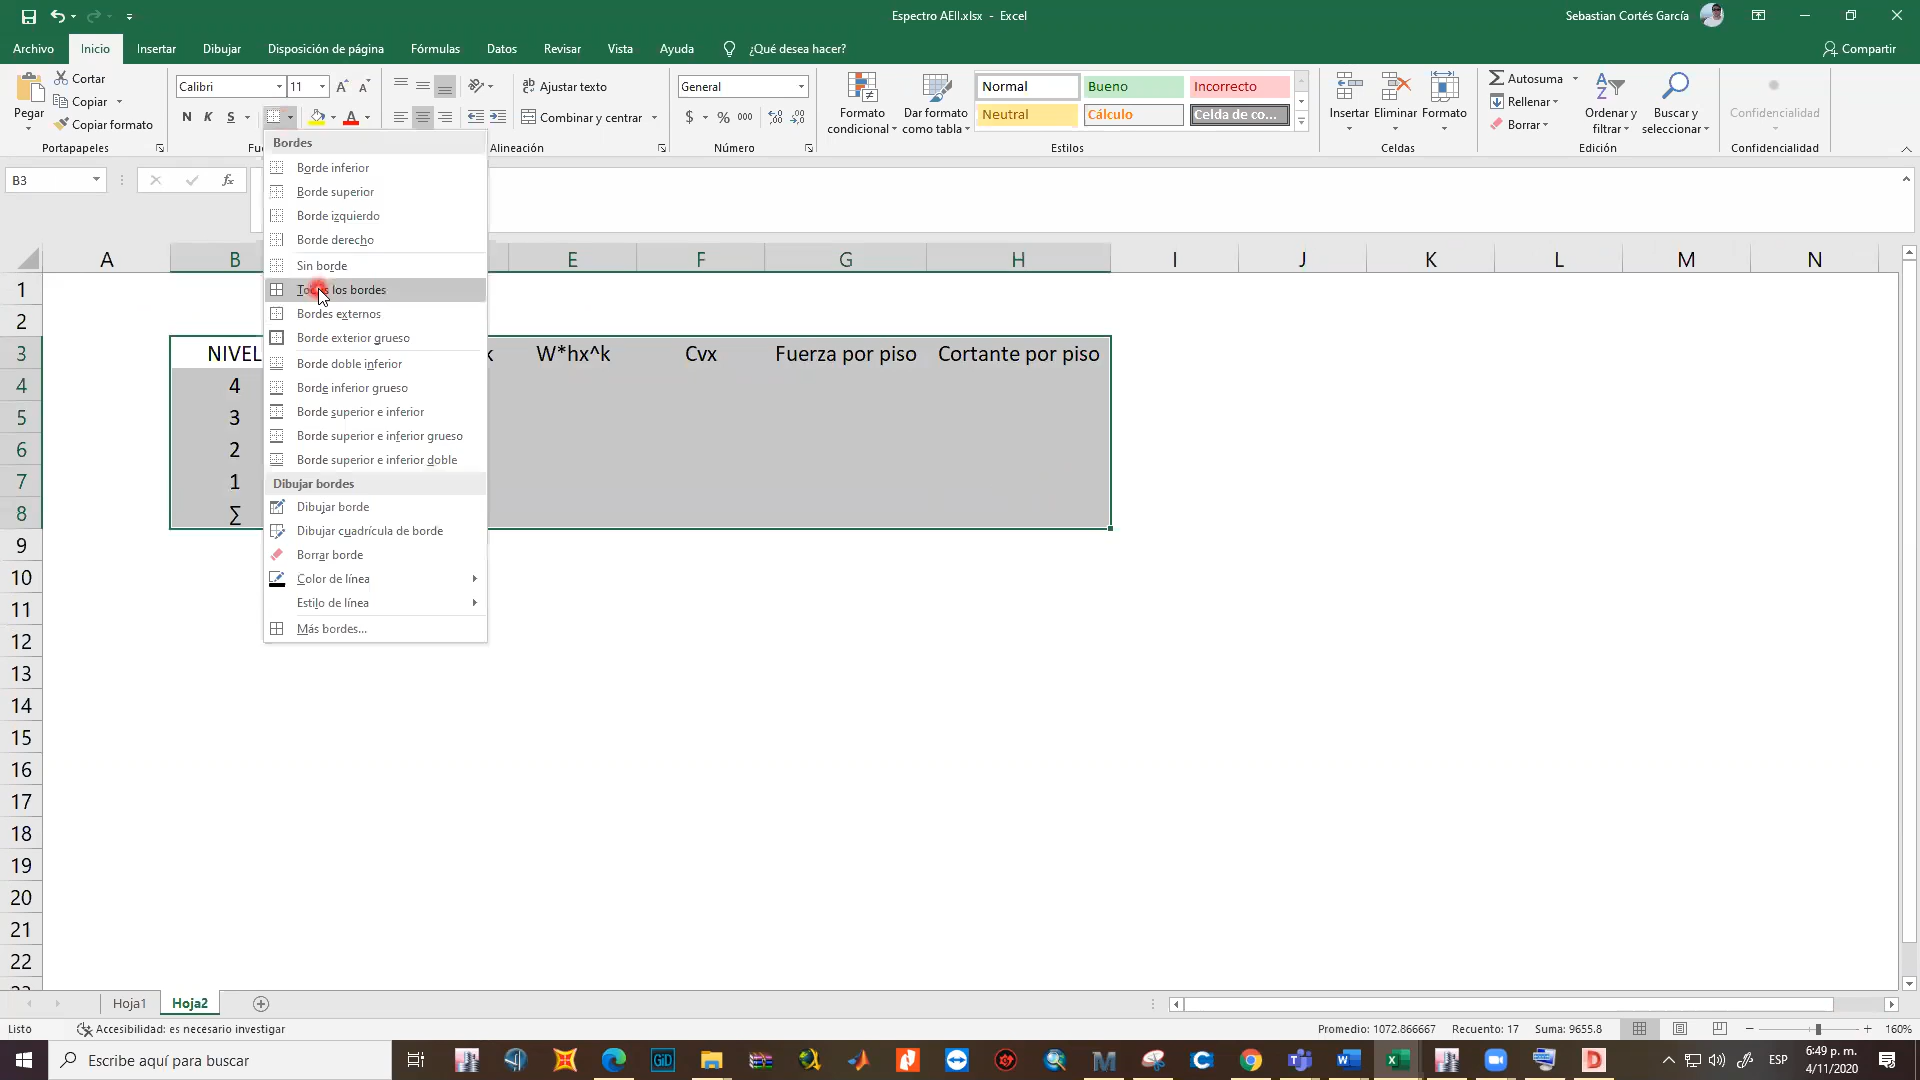 Espectro AEII.xlsx - Excel
Sebastian Cortés García
Archivo Inicio Insertar Dibujar Disposición de página Fórmulas Datos Revisar Vista Ayuda ¿Qué desea hacer? Compartir
Pegar
Cortar
Copiar
Copiar formato
Portapapeles
Calibri 11
N K S
Ajustar texto
Combinar y centrar
Alineación
General
$ % 000
Número
Formato condicional
Dar formato como tabla
Normal Bueno Incorrecto
Neutral Cálculo Celda de co...
Estilos
Insertar Eliminar Formato
Celdas
Autosuma
Rellenar
Borrar
Ordenar y filtrar
Buscar y seleccionar
Edición
Confidencialidad
Confidencialidad
B3
fx
Bordes
Borde inferior
Borde superior
Borde izquierdo
Borde derecho
Sin borde
los bordes
Bordes externos
Borde exterior grueso
Borde doble inferior
Borde inferior grueso
Borde superior e inferior
Borde superior e inferior grueso
Borde superior e inferior doble
Dibujar bordes
Dibujar borde
Dibujar cuadrícula de borde
Borrar borde
Color de línea
Estilo de línea
Más bordes...
A B E F G H I J K L M N
1
2
3 NIVEL k W*hx^k Cvx Fuerza por piso Cortante por piso
4 4
5 3
6 2
7 1
8 ∑
9
10
11
12
13
14
15
16
17
18
19
20
21
22
Hoja1 Hoja2
Listo Accesibilidad: es necesario investigar Promedio: 1072.866667 Recuento: 17 Suma: 9655.8 160%
Escribe aquí para buscar
GiD
ESP
6:49 p. m.
4/11/2020